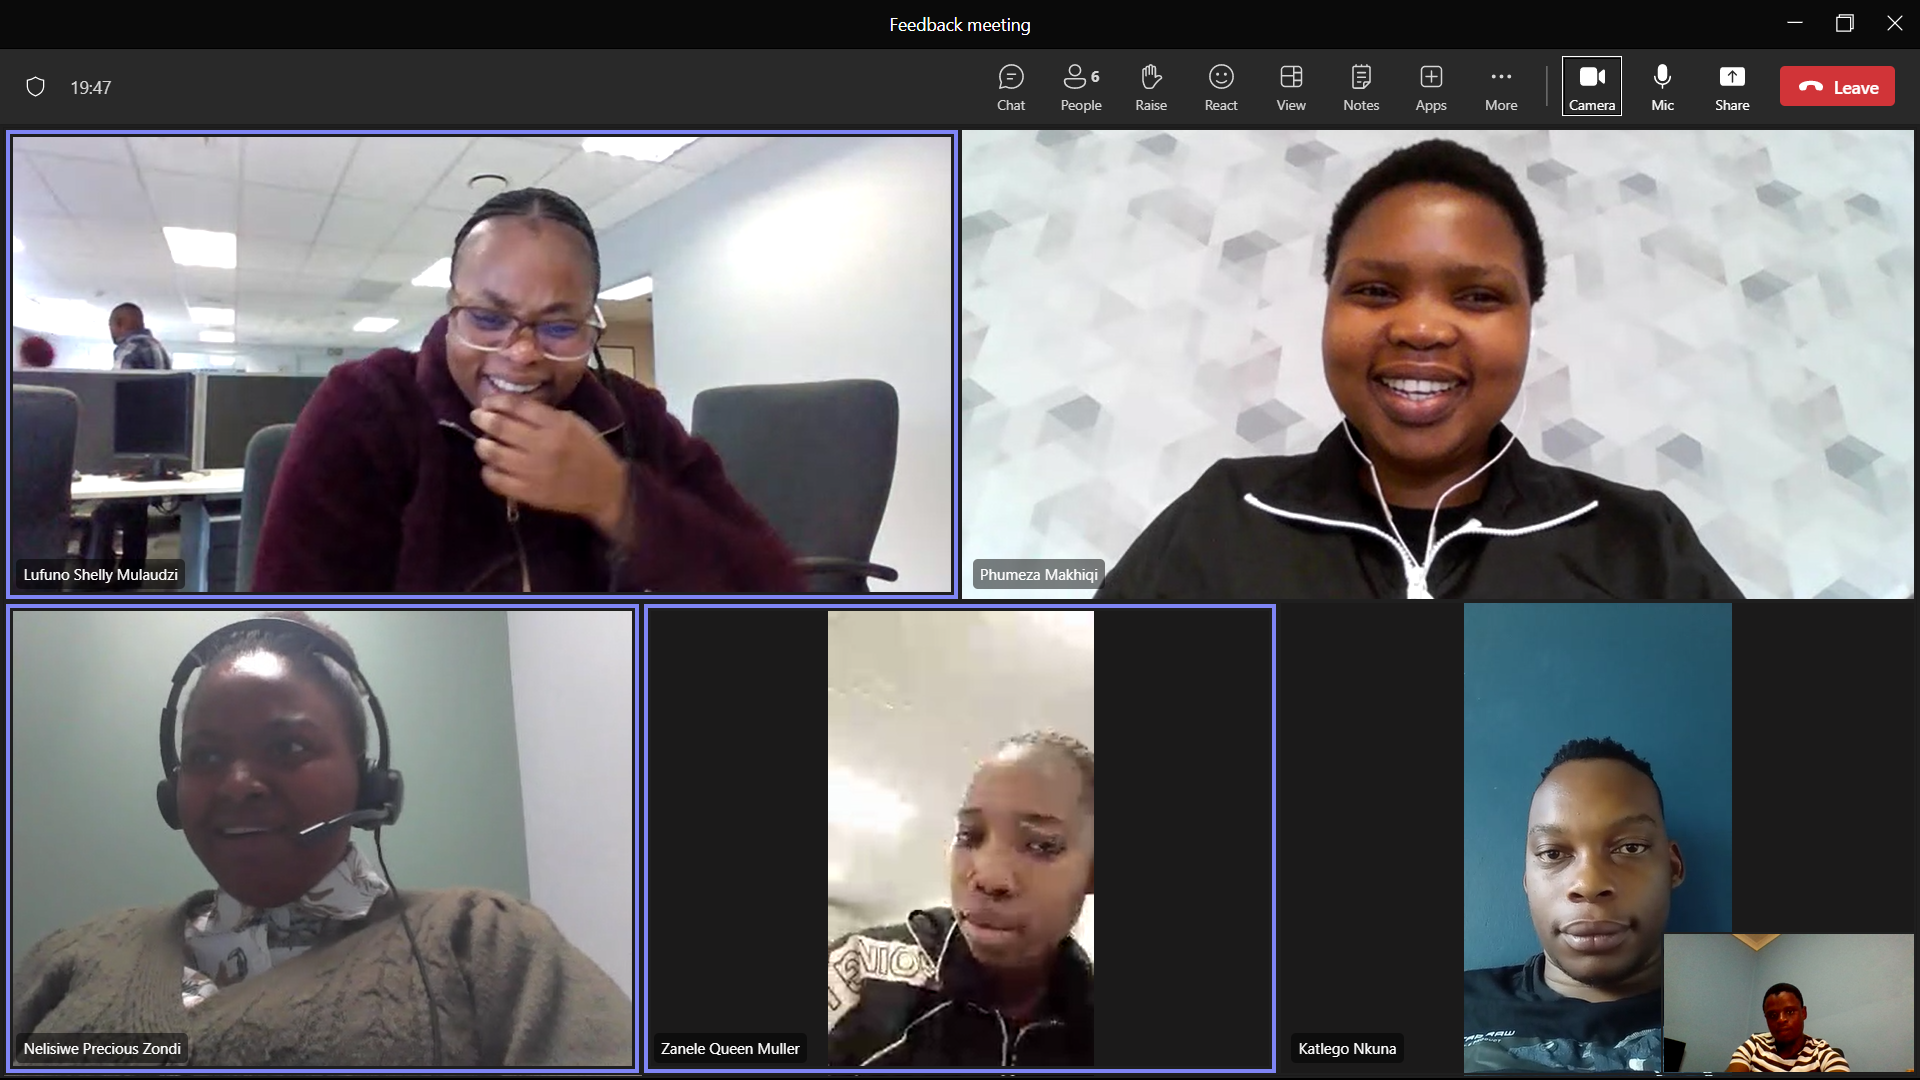 Feedback meeting
19:47
Chat
People
6
Raise
React
View
Notes
Apps
More
Camera
Mic
Share
Leave
Lufuno Shelly Mulaudzi
Phumeza Makhiqi
Nelisiwe Precious Zondi
Zanele Queen Muller
Katlego Nkuna